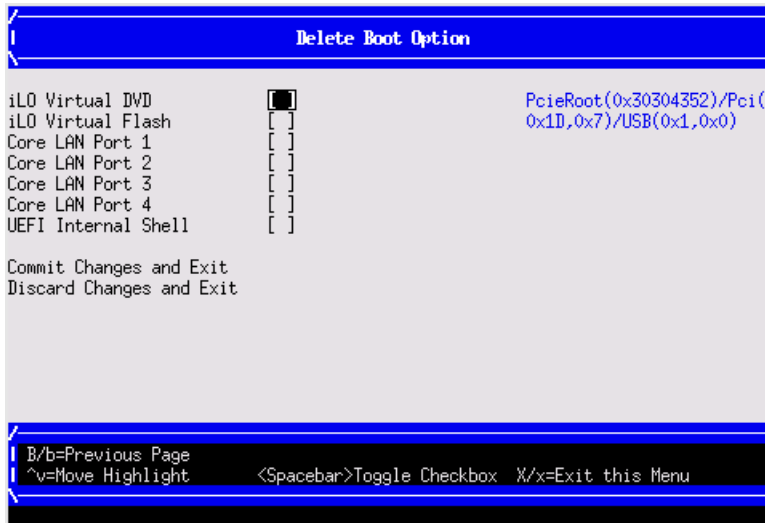 Delete Boot Option
iLO Virtual DVD [ ] PcieRoot(0x30304352)/Pci(
iLO Virtual Flash [ ] 0x1D,0x7)/USB(0x1,0x0)
Core LAN Port 1 [ ]
Core LAN Port 2 [ ]
Core LAN Port 3 [ ]
Core LAN Port 4 [ ]
UEFI Internal Shell [ ]
Commit Changes and Exit
Discard Changes and Exit
B/b=Previous Page
^v=Move Highlight <Spacebar>Toggle Checkbox X/x=Exit this Menu